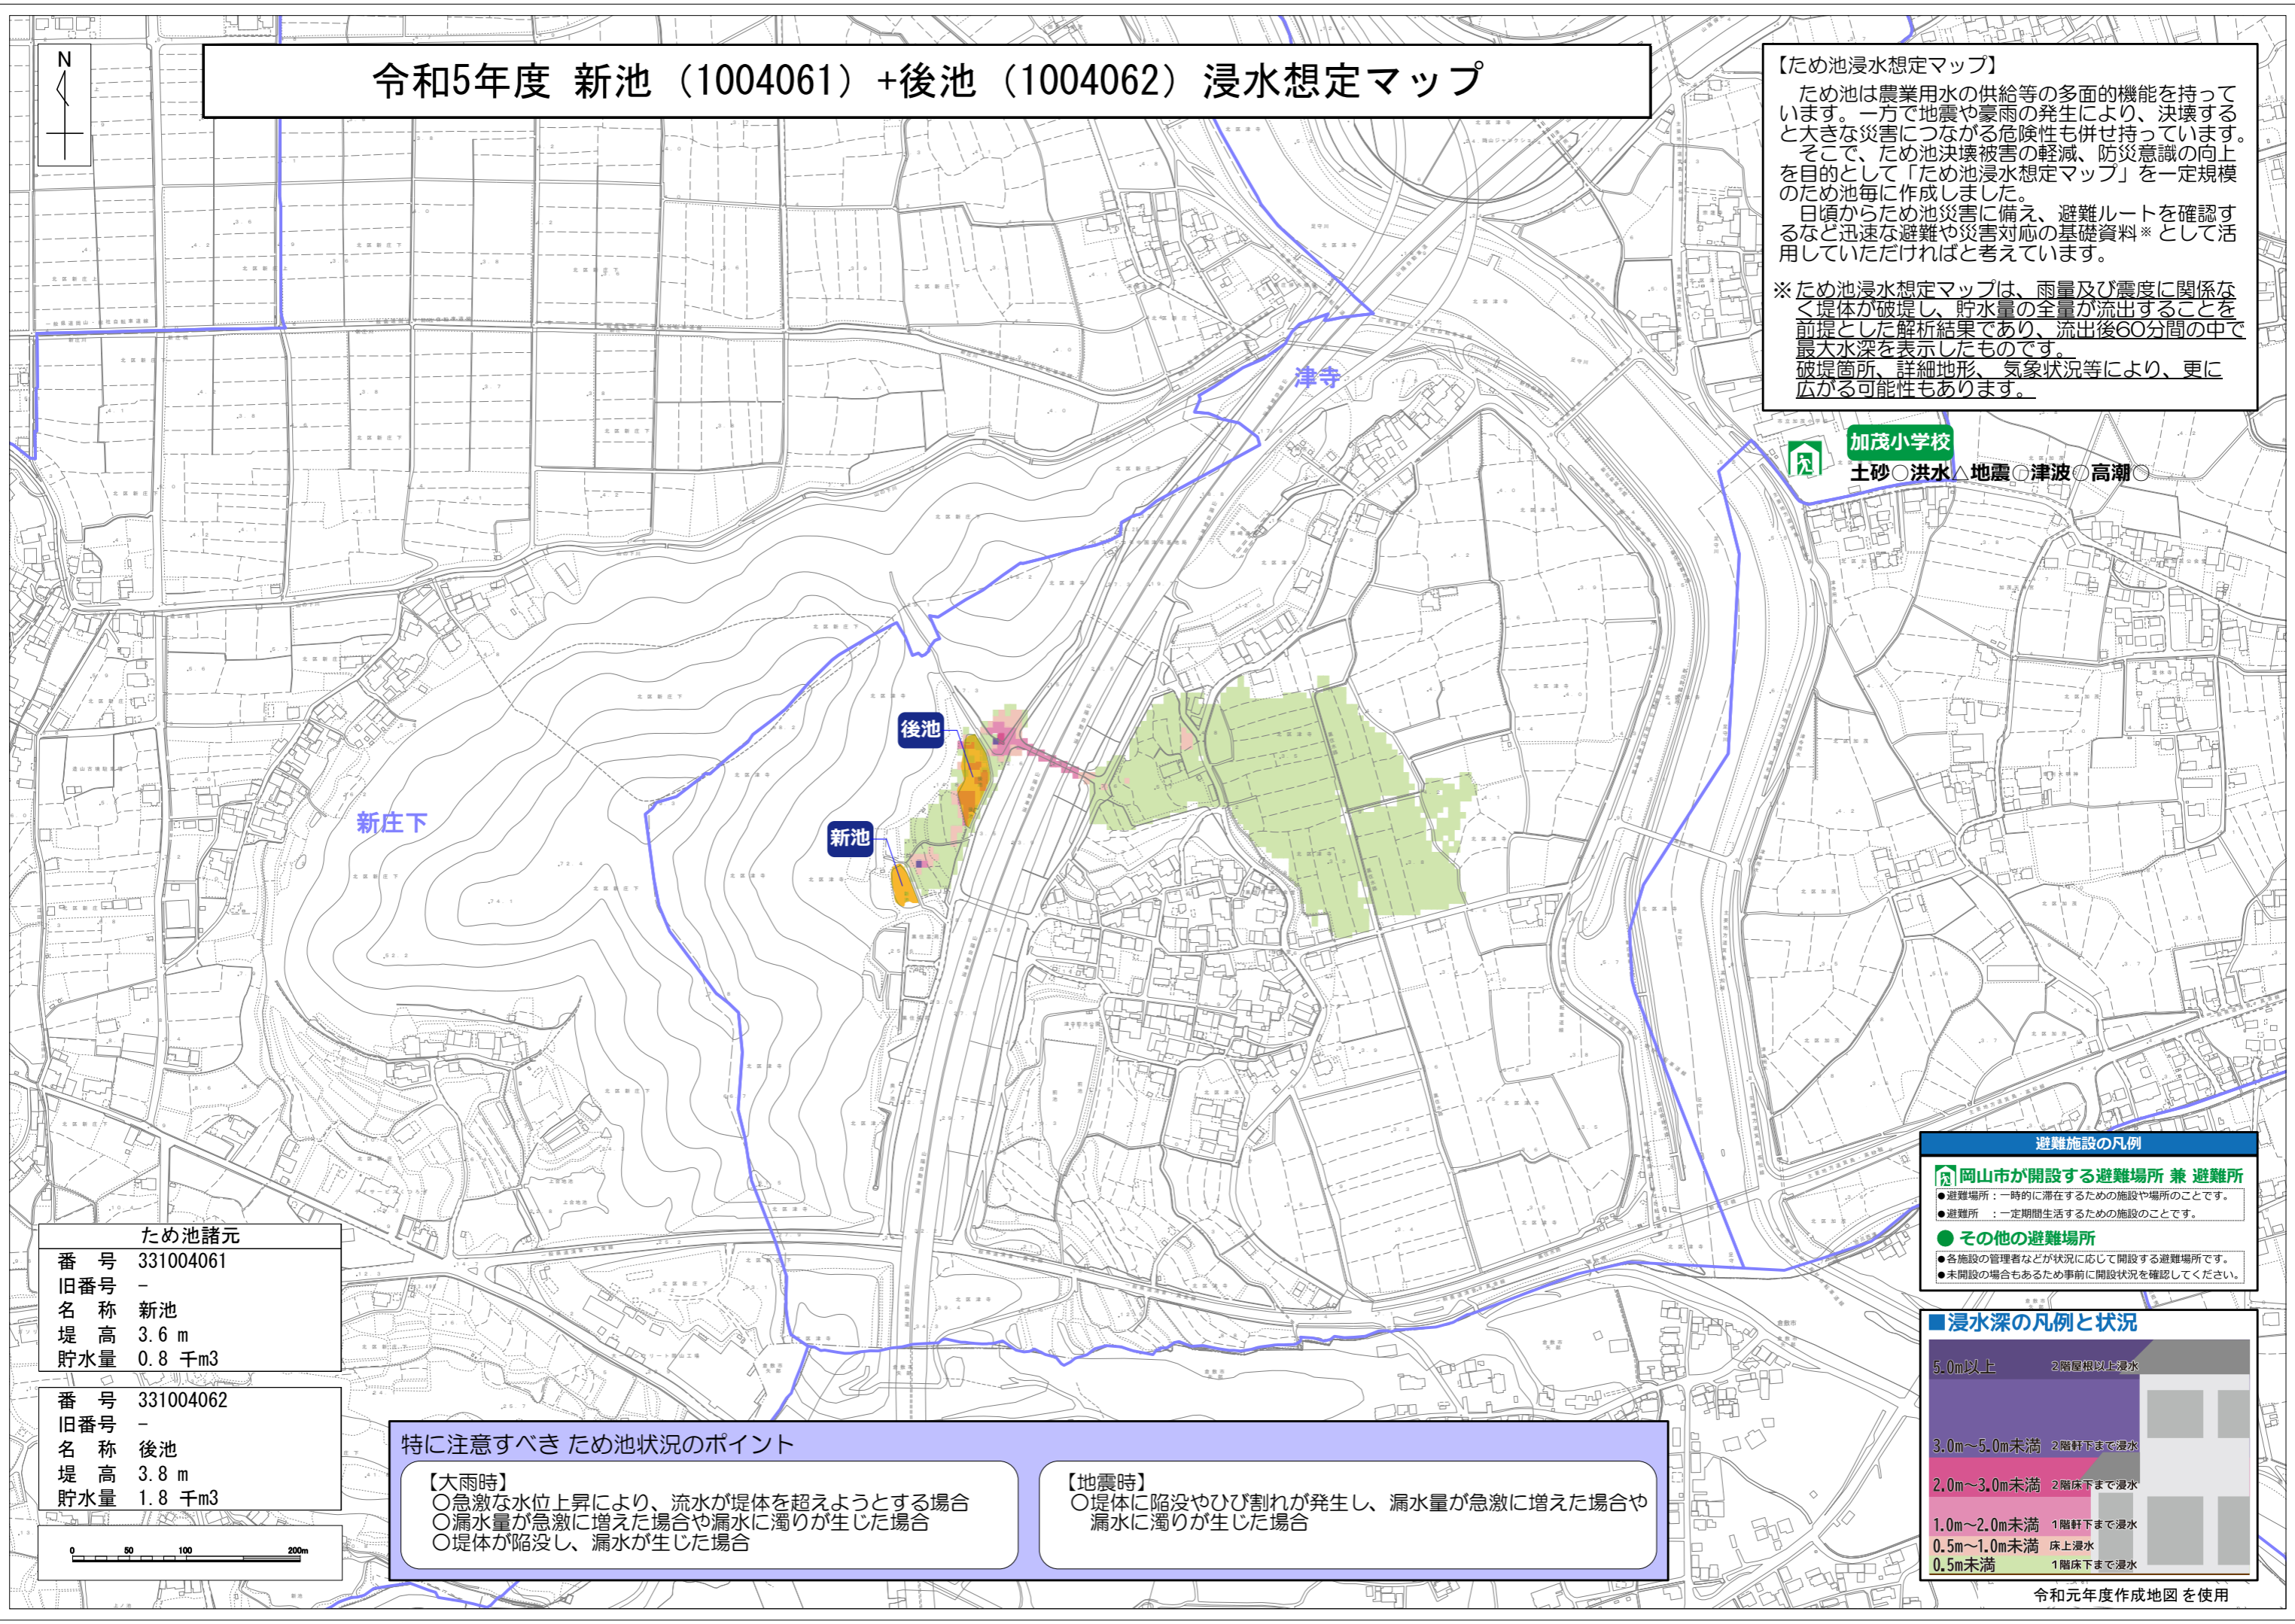 N
令和5年度 新池（1004061）+後池（1004062）浸水想定マップ
【ため池浸水想定マップ】
ため池は農業用水の供給等の多面的機能を持って
います。一方で地震や豪雨の発生により、決壊する
と大きな災害につながる危険性も併せ持っています。
そこで、ため池決壊被害の軽減、防災意識の向上
を目的として「ため池浸水想定マップ」を一定規模
のため池毎に作成しました。
日頃からため池災害に備え、避難ルートを確認す
るなど迅速な避難や災害対応の基礎資料※として活
用していただければと考えています。
※ため池浸水想定マップは、雨量及び震度に関係な
く堤体が破堤し、貯水量の全量が流出することを
前提とした解析結果であり、流出後60分間の中で
最大水深を表示したものです。
破堤箇所、詳細地形、 気象状況等により、更に
広がる可能性もあります。
津寺
加茂小学校
土砂○洪水△地震○津波○高潮○
後池
新池
新庄下
ため池諸元
番 号 331004061
旧番号 -
名 称 新池
堤 高 3.6 m
貯水量 0.8 千m3
番 号 331004062
旧番号 -
名 称 後池
堤 高 3.8 m
貯水量 1.8 千m3
0 50 100 200m
特に注意すべき ため池状況のポイント
【大雨時】
○急激な水位上昇により、流水が堤体を超えようとする場合
○漏水量が急激に増えた場合や漏水に濁りが生じた場合
○堤体が陥没し、漏水が生じた場合
【地震時】
○堤体に陥没やひび割れが発生し、漏水量が急激に増えた場合や
漏水に濁りが生じた場合
避難施設の凡例
岡山市が開設する避難場所 兼 避難所
●避難場所：一時的に滞在するための施設や場所のことです。
●避難所 ：一定期間生活するための施設のことです。
● その他の避難場所
●各施設の管理者などが状況に応じて開設する避難場所です。
●未開設の場合もあるため事前に開設状況を確認してください。
■浸水深の凡例と状況
5.0m以上 2階屋根以上浸水
3.0m～5.0m未満 2階軒下まで浸水
2.0m～3.0m未満 2階床下まで浸水
1.0m～2.0m未満 1階軒下まで浸水
0.5m～1.0m未満 床上浸水
0.5m未満 1階床下まで浸水
令和元年度作成地図を使用